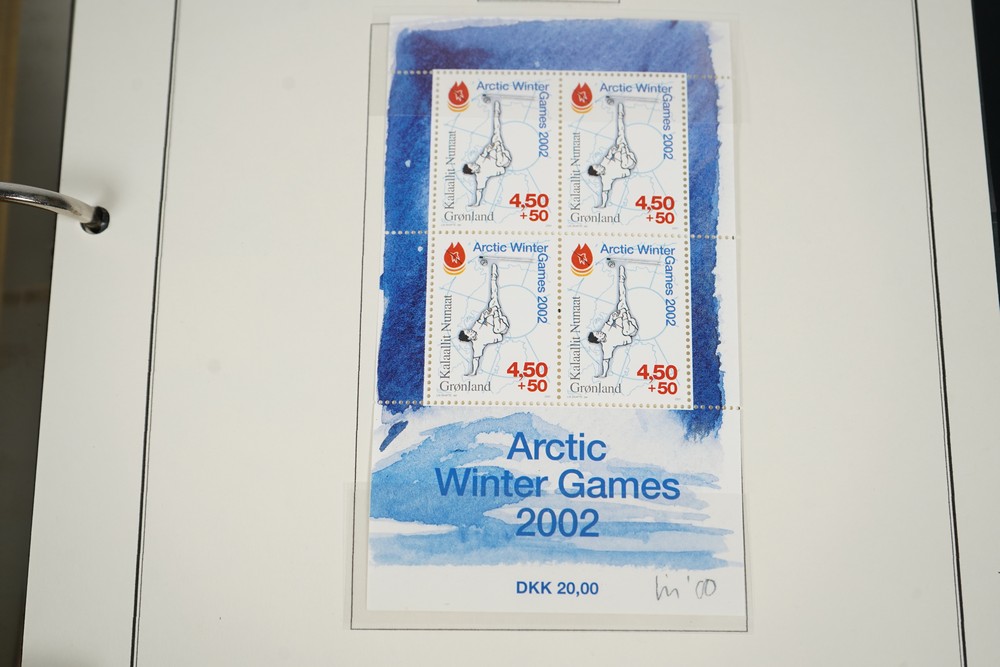 Arctic Winter
Games 2002
Kalaallit Nunaat
4,50
+50
Grønland
Arctic Winter
Games 2002
Kalaallit Nunaat
4,50
+50
Grønland
Arctic Winter
Games 2002
Kalaallit Nunaat
4,50
+50
Grønland
Arctic Winter
Games 2002
Kalaallit Nunaat
4,50
+50
Grønland
Arctic
Winter Games
2002
DKK 20,00